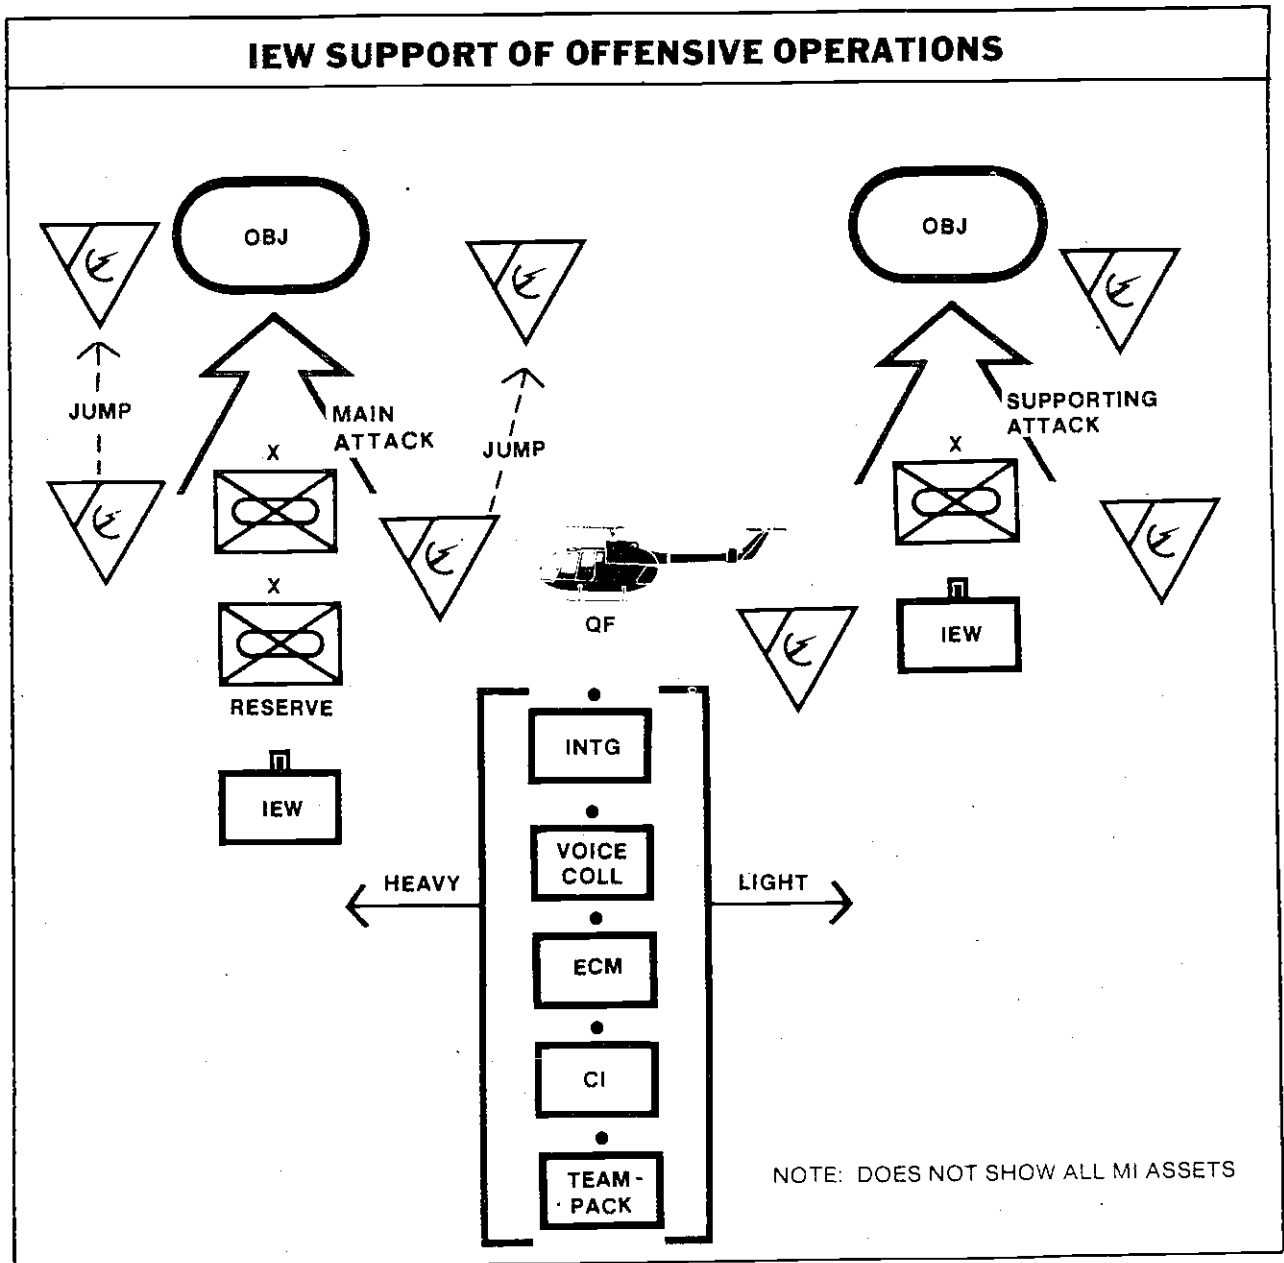 IEW SUPPORT OF OFFENSIVE OPERATIONS
OBJ
OBJ
JUMP
MAIN
ATTACK
JUMP
SUPPORTING
ATTACK
X
X
X
RESERVE
QF
IEW
IEW
INTG
VOICE
COLL
HEAVY
LIGHT
ECM
CI
TEAM-
PACK
NOTE: DOES NOT SHOW ALL MI ASSETS